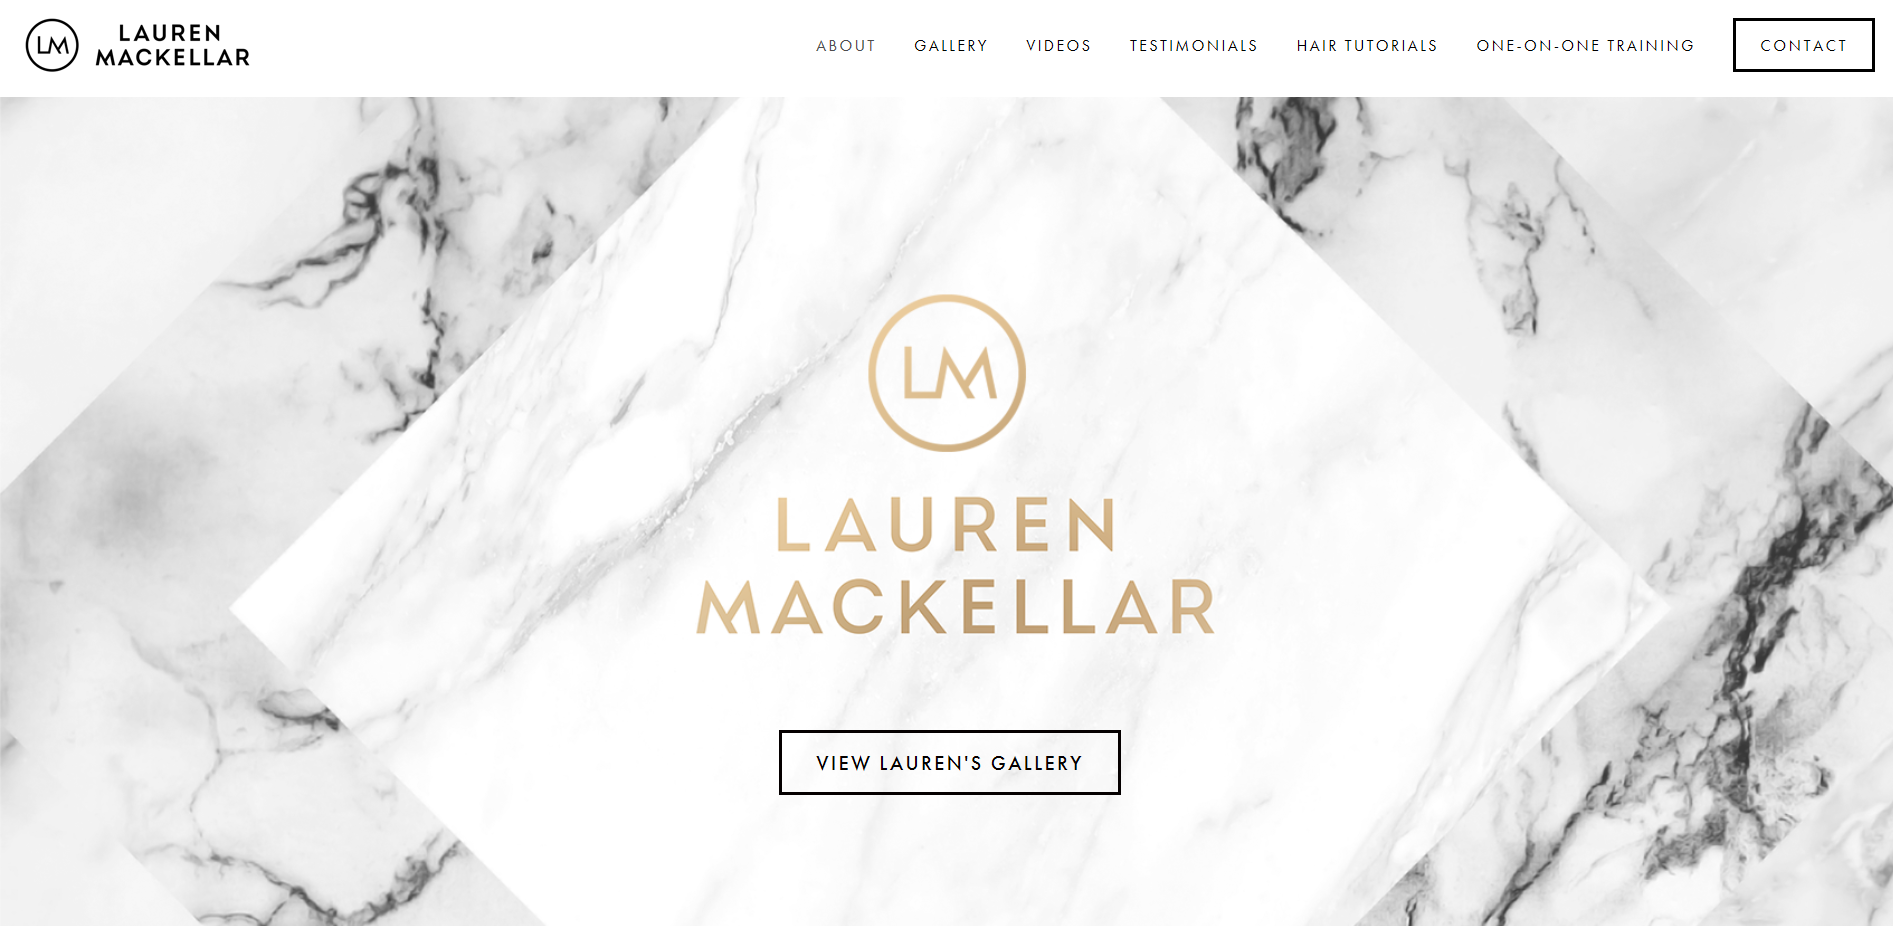 LM
LAUREN
MACKELLAR
ABOUT
GALLERY
VIDEOS
TESTIMONIALS
HAIR TUTORIALS
ONE-ON-ONE TRAINING
CONTACT
LM
LAUREN
MACKELLAR
VIEW LAUREN'S GALLERY